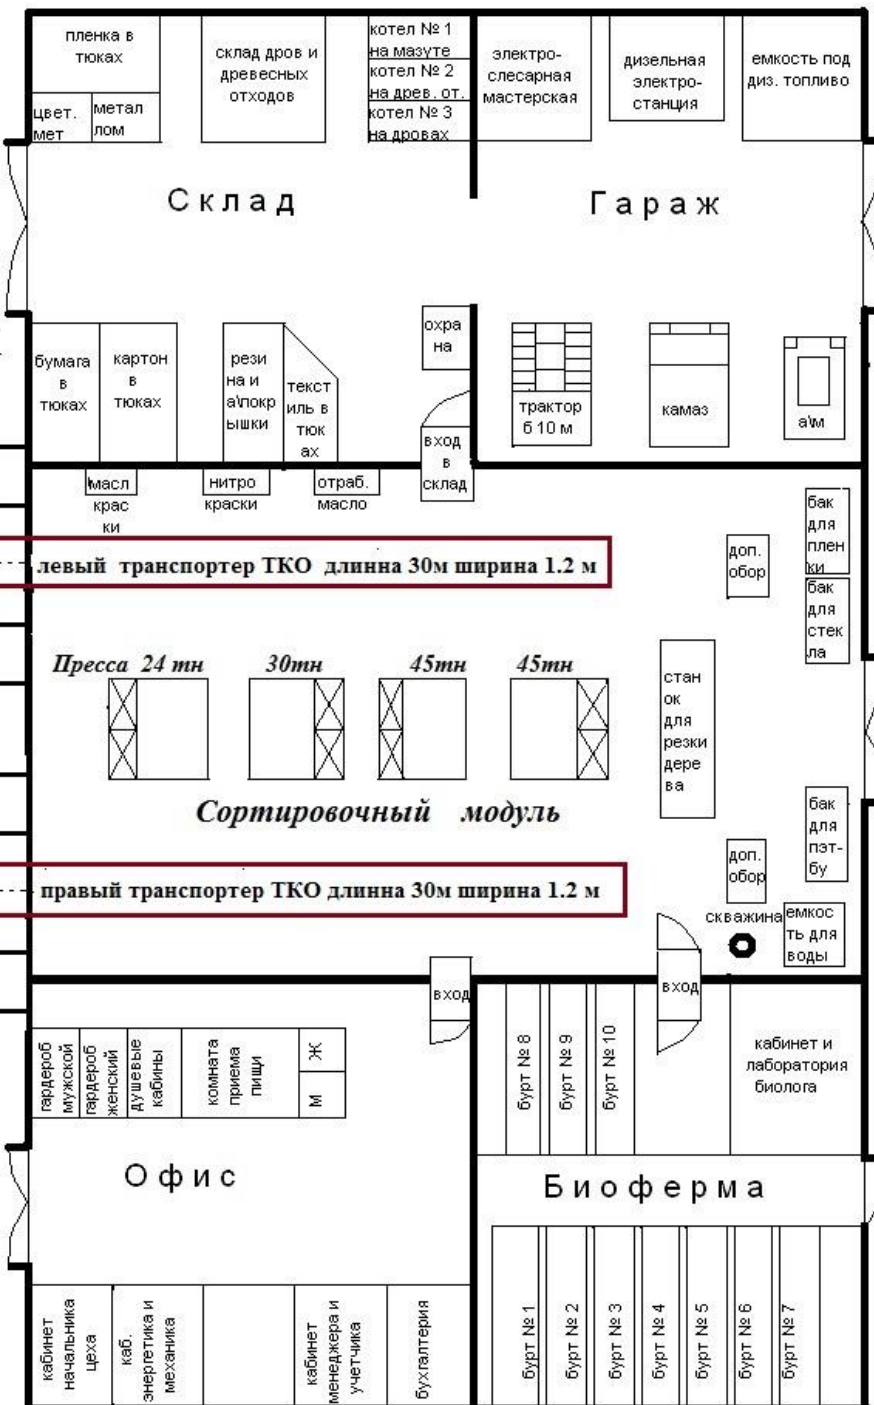 пленка в
тюках
цвет.
мет
метал
лом
склад дров и
древесных
отходов
котел № 1
на мазуте
котел № 2
на древ. от.
котел № 3
на дровах
электро-
слесарная
мастерская
дизельная
электро-
станция
емкость под
диз. топливо
Склад
Гараж
бумага
в
тюках
картон
в
тюках
рези
на и
а\покр
ышки
текст
иль в
тюк
ах
охра
на
вход
в
склад
трактор
б 10 м
камаз
а\м
масл
крас
ки
нитро
краски
отраб.
масло
бак
для
плен
ки
доп.
обор
бак
для
стек
ла
левый транспортер ТКО длинна 30м ширина 1.2 м
Пресса 24 тн 30тн 45тн 45тн
стан
ок
для
резки
дере
ва
Сортировочный модуль
бак
для
пэт-
бу
доп.
обор
правый транспортер ТКО длинна 30м ширина 1.2 м
скважина
емкос
ть для
воды
вход
вход
гардероб
мужской
гардероб
женский
душевые
кабины
комната
приема
пищи
Ж
М
бурт № 8
бурт № 9
бурт № 10
кабинет и
лаборатория
биолога
Офис
Биоферма
кабинет
начальника
цеха
каб.
энергетика и
механика
кабинет
менеджера и
учетчика
бухгалтерия
бурт № 1
бурт № 2
бурт № 3
бурт № 4
бурт № 5
бурт № 6
бурт № 7